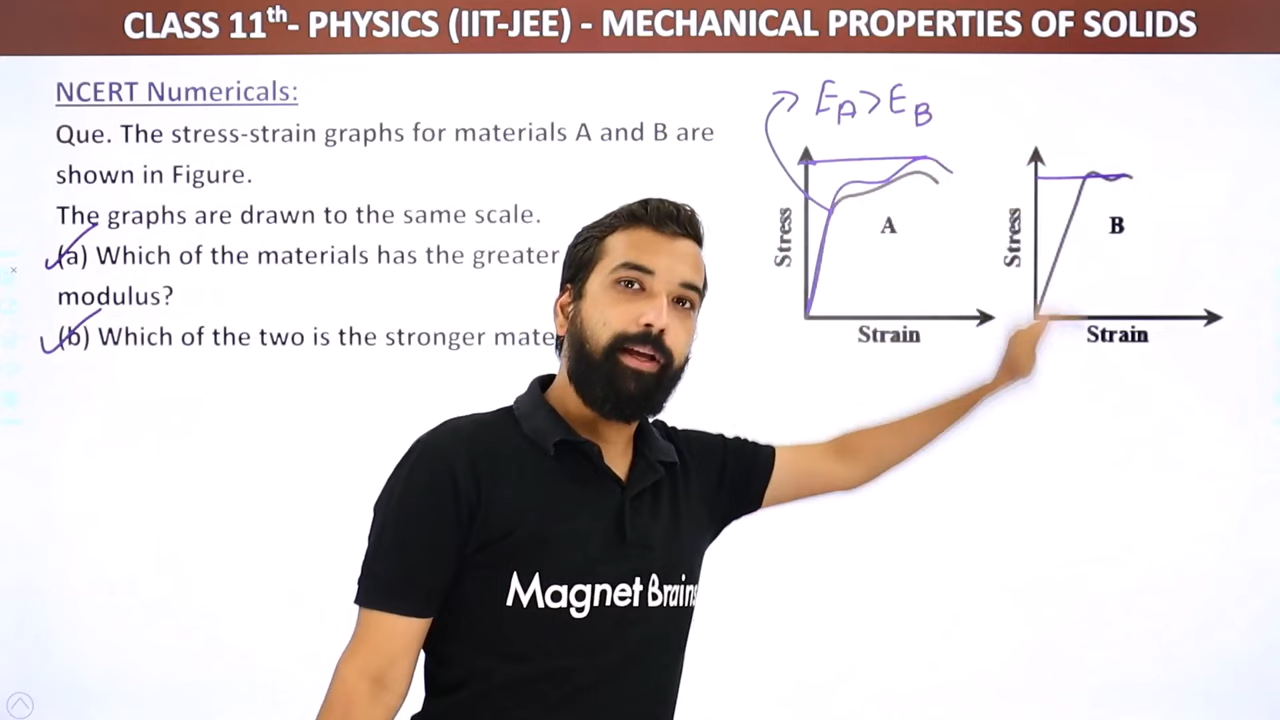 CLASS 11th- PHYSICS (IIT-JEE) - MECHANICAL PROPERTIES OF SOLIDS
NCERT Numericals:
Que. The stress-strain graphs for materials A and B are
shown in Figure.
The graphs are drawn to the same scale.
(a) Which of the materials has the greater
modulus?
(b) Which of the two is the stronger mate
E_A > E_B
Stress
A
Strain
Stress
B
Strain
Magnet Brains